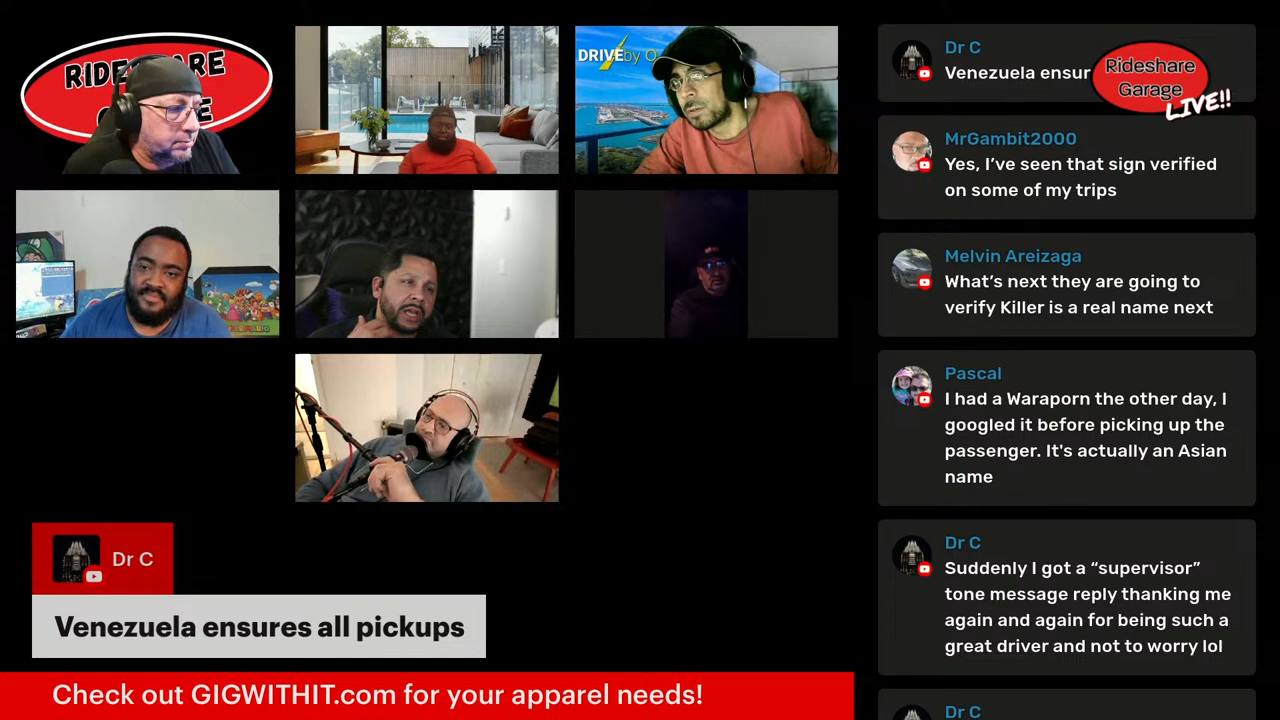 RIDESHARE
GARAGE
DRIVE by O
Dr C
Venezuela ensur
Rideshare
Garage
LIVE!!
MrGambit2000
Yes, I’ve seen that sign verified
on some of my trips
Melvin Areizaga
What’s next they are going to
verify Killer is a real name next
Pascal
I had a Waraporn the other day, I
googled it before picking up the
passenger. It's actually an Asian
name
Dr C
Suddenly I got a “supervisor”
tone message reply thanking me
again and again for being such a
great driver and not to worry lol
Dr C
Dr C
Venezuela ensures all pickups
Check out GIGWITHIT.com for your apparel needs!